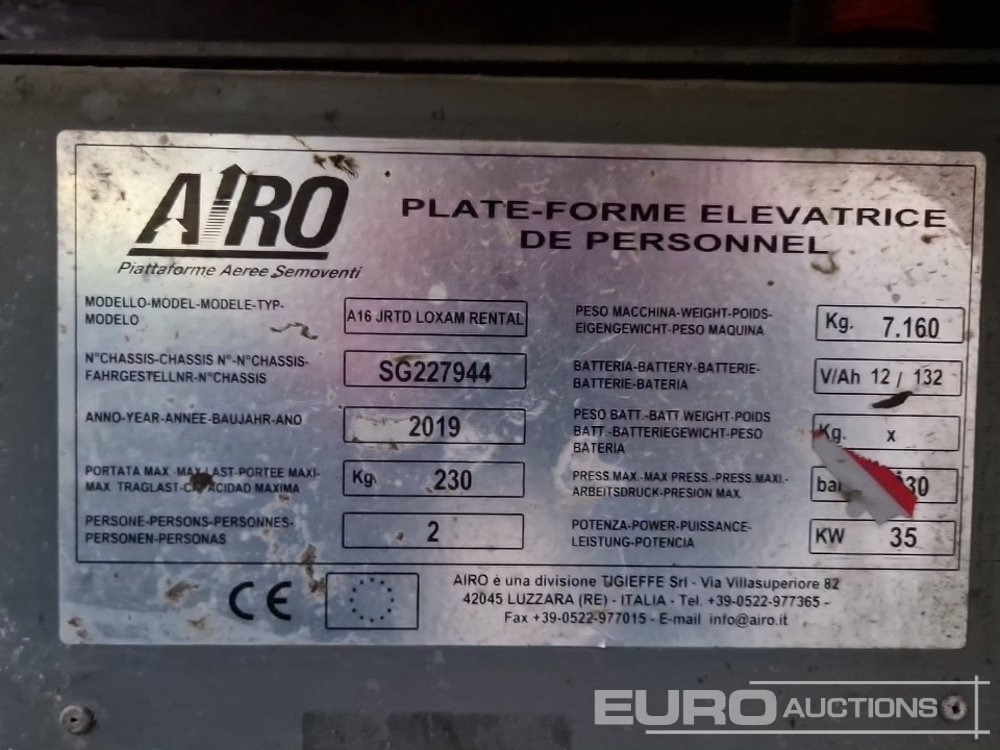 AIRO
Piattaforme Aeree Semoventi
PLATE-FORME ELEVATRICE
DE PERSONNEL
MODELLO-MODEL-MODELE-TYP-
MODELO
A16 JRTD LOXAM RENTAL
N°CHASSIS-CHASSIS N°-N°CHASSIS-
FAHRGESTELLNR-N°CHASSIS
SG227944
ANNO-YEAR-ANNÉE-BAUJAHR-ANO
2019
PORTATA MAX.-MAX LAST-PORTEE MAXI-
MAX. TRAGLAST-CAPACIDAD MAXIMA
Kg. 230
PERSONE-PERSONS-PERSONNES-
PERSONEN-PERSONAS
2
PESO MACCHINA-WEIGHT-POIDS-
EIGENGEWICHT-PESO MAQUINA
Kg. 7.160
BATTERIA-BATTERY-BATTERIE-
BATTERIE-BATERIA
V/Ah 12 / 132
PESO BATT.-BATT.WEIGHT-POIDS
BATT.-BATTERIEGEWICHT-PESO
BATERIA
Kg. x
PRESS.MAX.-MAX PRESS.-PRESS.MAXI.-
ARBEITSDRUCK-PRESION MAX.
bar
POTENZA-POWER-PUISSANCE-
LEISTUNG-POTENCIA
KW 35
CE
AIRO è una divisione TIGIEFFE Srl - Via Villasuperiore 82
42045 LUZZARA (RE) - ITALIA - Tel. +39-0522-977365 -
Fax +39-0522-977015 - E-mail info@airo.it
EURO AUCTIONS